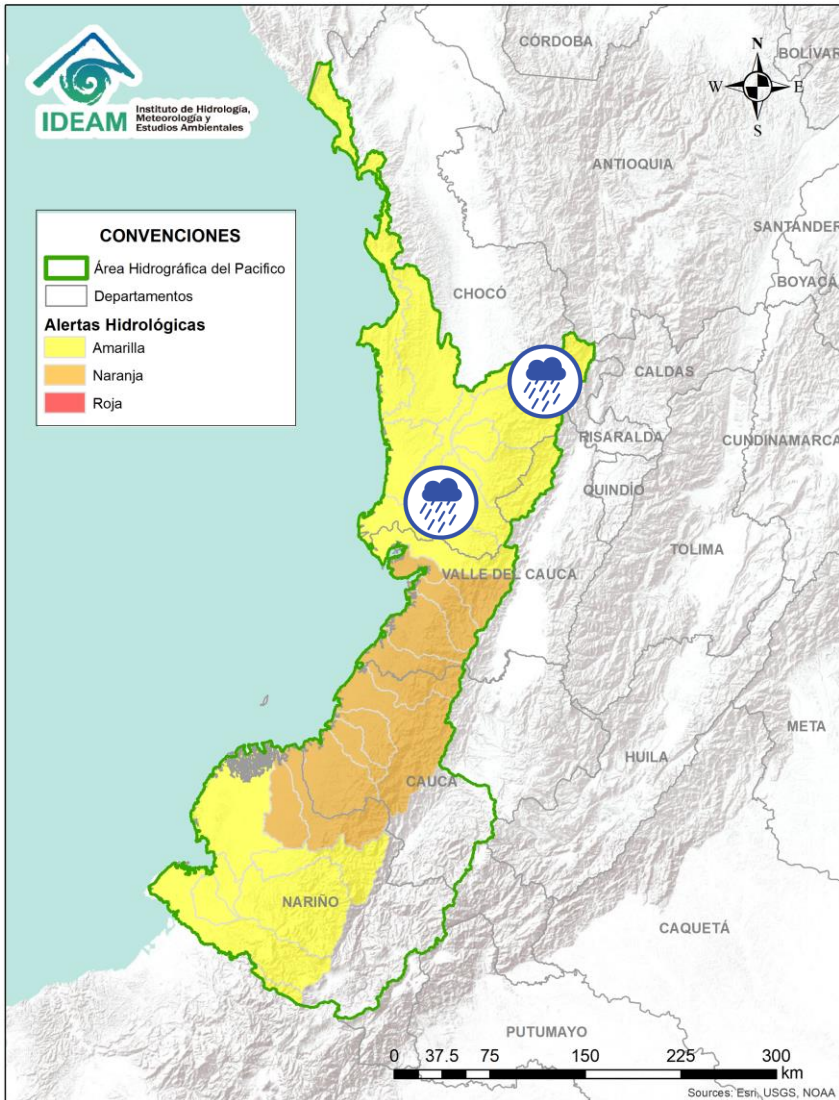 IDEAM
Instituto de Hidrología,
Meteorología y
Estudios Ambientales
CÓRDOBA
BOLÍVAR
N
W
E
S
ANTIOQUIA
SANTANDER
BOYACÁ
CONVENCIONES
Área Hidrográfica del Pacifico
Departamentos
Alertas Hidrológicas
Amarilla
Naranja
Roja
CHOCÓ
CALDAS
RISARALDA
CUNDINAMARCA
QUINDÍO
TOLIMA
VALLE DEL CAUCA
META
HUILA
CAUCA
NARIÑO
CAQUETÁ
PUTUMAYO
0 37.5 75 150 225 300
km
Sources: Esri, USGS, NOAA